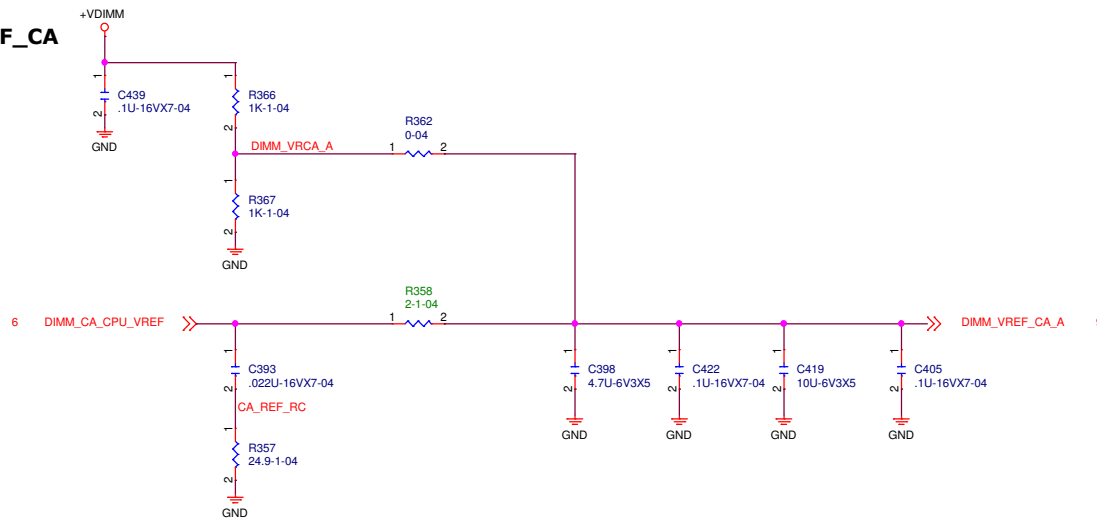 +VDIMM
F_CA
1
C439
.1U-16VX7-04
2
GND
1
R366
1K-1-04
2
DIMM_VRCA_A
R362
0-04
1
2
1
R367
1K-1-04
2
GND
6
DIMM_CA_CPU_VREF
R358
2-1-04
1
2
DIMM_VREF_CA_A
1
C393
.022U-16VX7-04
2
CA_REF_RC
1
R357
24.9-1-04
2
GND
1
C398
4.7U-6V3X5
2
GND
1
C422
.1U-16VX7-04
2
GND
1
C419
10U-6V3X5
2
GND
1
C405
.1U-16VX7-04
2
GND